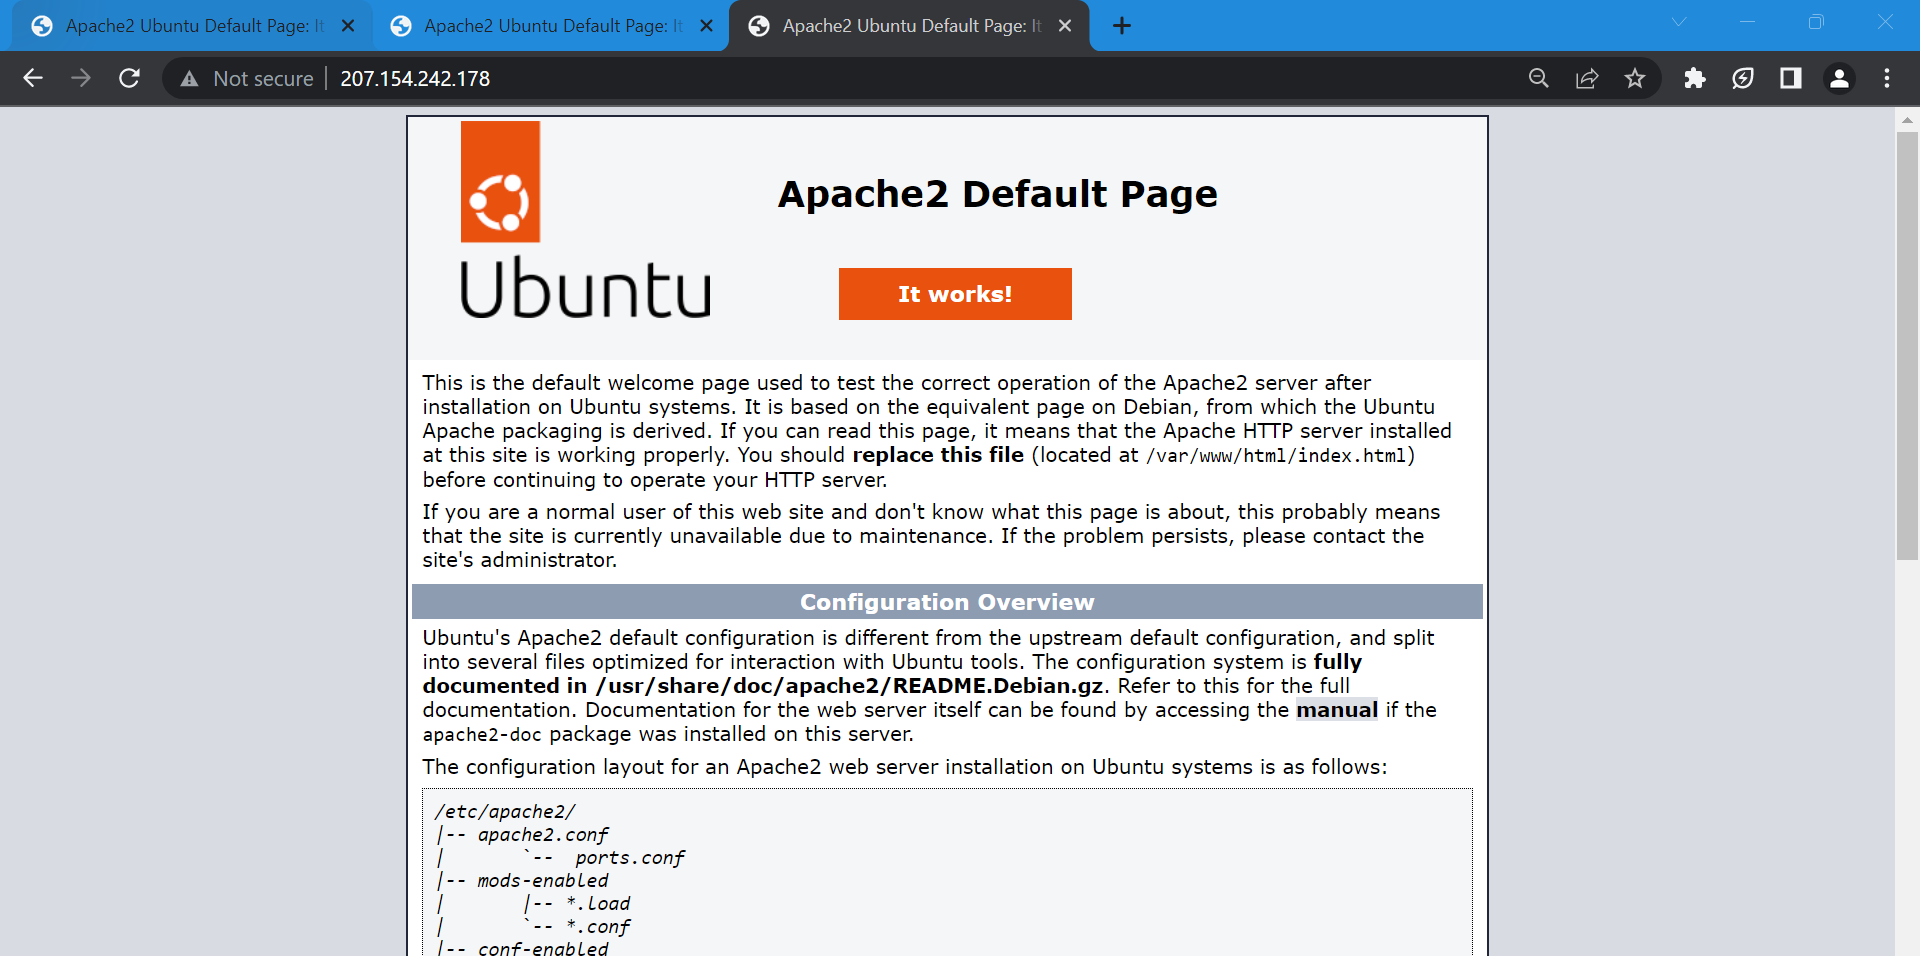 Apache2 Ubuntu Default Page: It
Apache2 Ubuntu Default Page: It
Apache2 Ubuntu Default Page: It
Not secure
207.154.242.178
Apache2 Default Page
Ubuntu
It works!
This is the default welcome page used to test the correct operation of the Apache2 server after
installation on Ubuntu systems. It is based on the equivalent page on Debian, from which the Ubuntu
Apache packaging is derived. If you can read this page, it means that the Apache HTTP server installed
at this site is working properly. You should replace this file (located at /var/www/html/index.html)
before continuing to operate your HTTP server.
If you are a normal user of this web site and don't know what this page is about, this probably means
that the site is currently unavailable due to maintenance. If the problem persists, please contact the
site's administrator.
Configuration Overview
Ubuntu's Apache2 default configuration is different from the upstream default configuration, and split
into several files optimized for interaction with Ubuntu tools. The configuration system is fully
documented in /usr/share/doc/apache2/README.Debian.gz. Refer to this for the full
documentation. Documentation for the web server itself can be found by accessing the manual if the
apache2-doc package was installed on this server.
The configuration layout for an Apache2 web server installation on Ubuntu systems is as follows:
/etc/apache2/
|-- apache2.conf
|       `--  ports.conf
|-- mods-enabled
|       |-- *.load
|       `-- *.conf
|-- conf-enabled